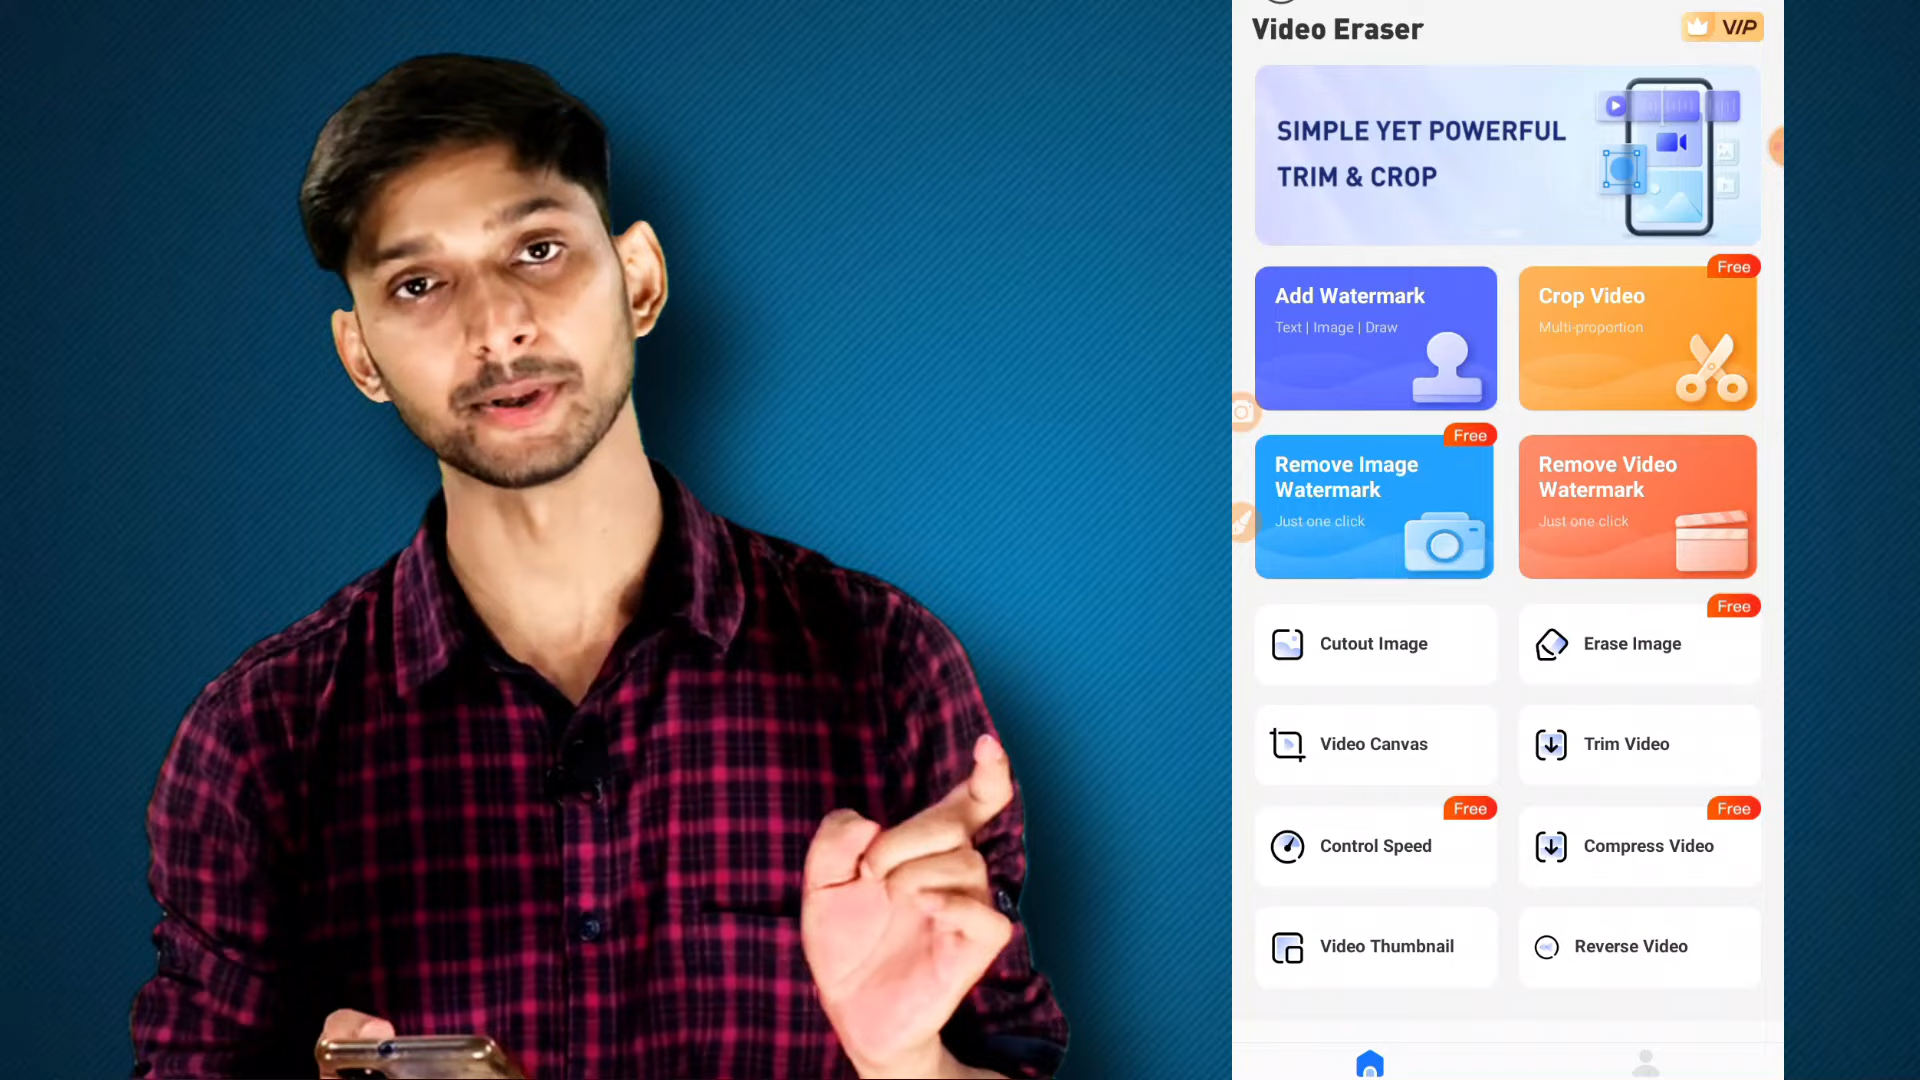 Video Eraser
VIP
SIMPLE YET POWERFUL
TRIM & CROP
Add Watermark
Text | Image | Draw
Free
Crop Video
Multi-proportion
Free
Remove Image
Watermark
Just one click
Remove Video
Watermark
Just one click
Cutout Image
Free
Erase Image
Video Canvas
Trim Video
Free
Control Speed
Free
Compress Video
Video Thumbnail
Reverse Video